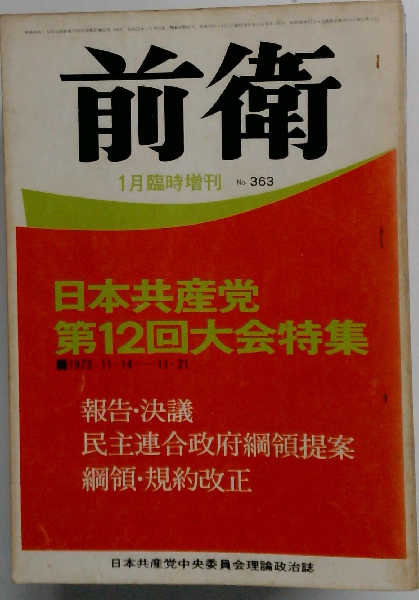 前衛
1月臨時増刊 No. 363
日本共産党
第12回大会特集
■1973・11・14——11・21
報告・決議
民主連合政府綱領提案
綱領・規約改正
日本共産党中央委員会理論政治誌